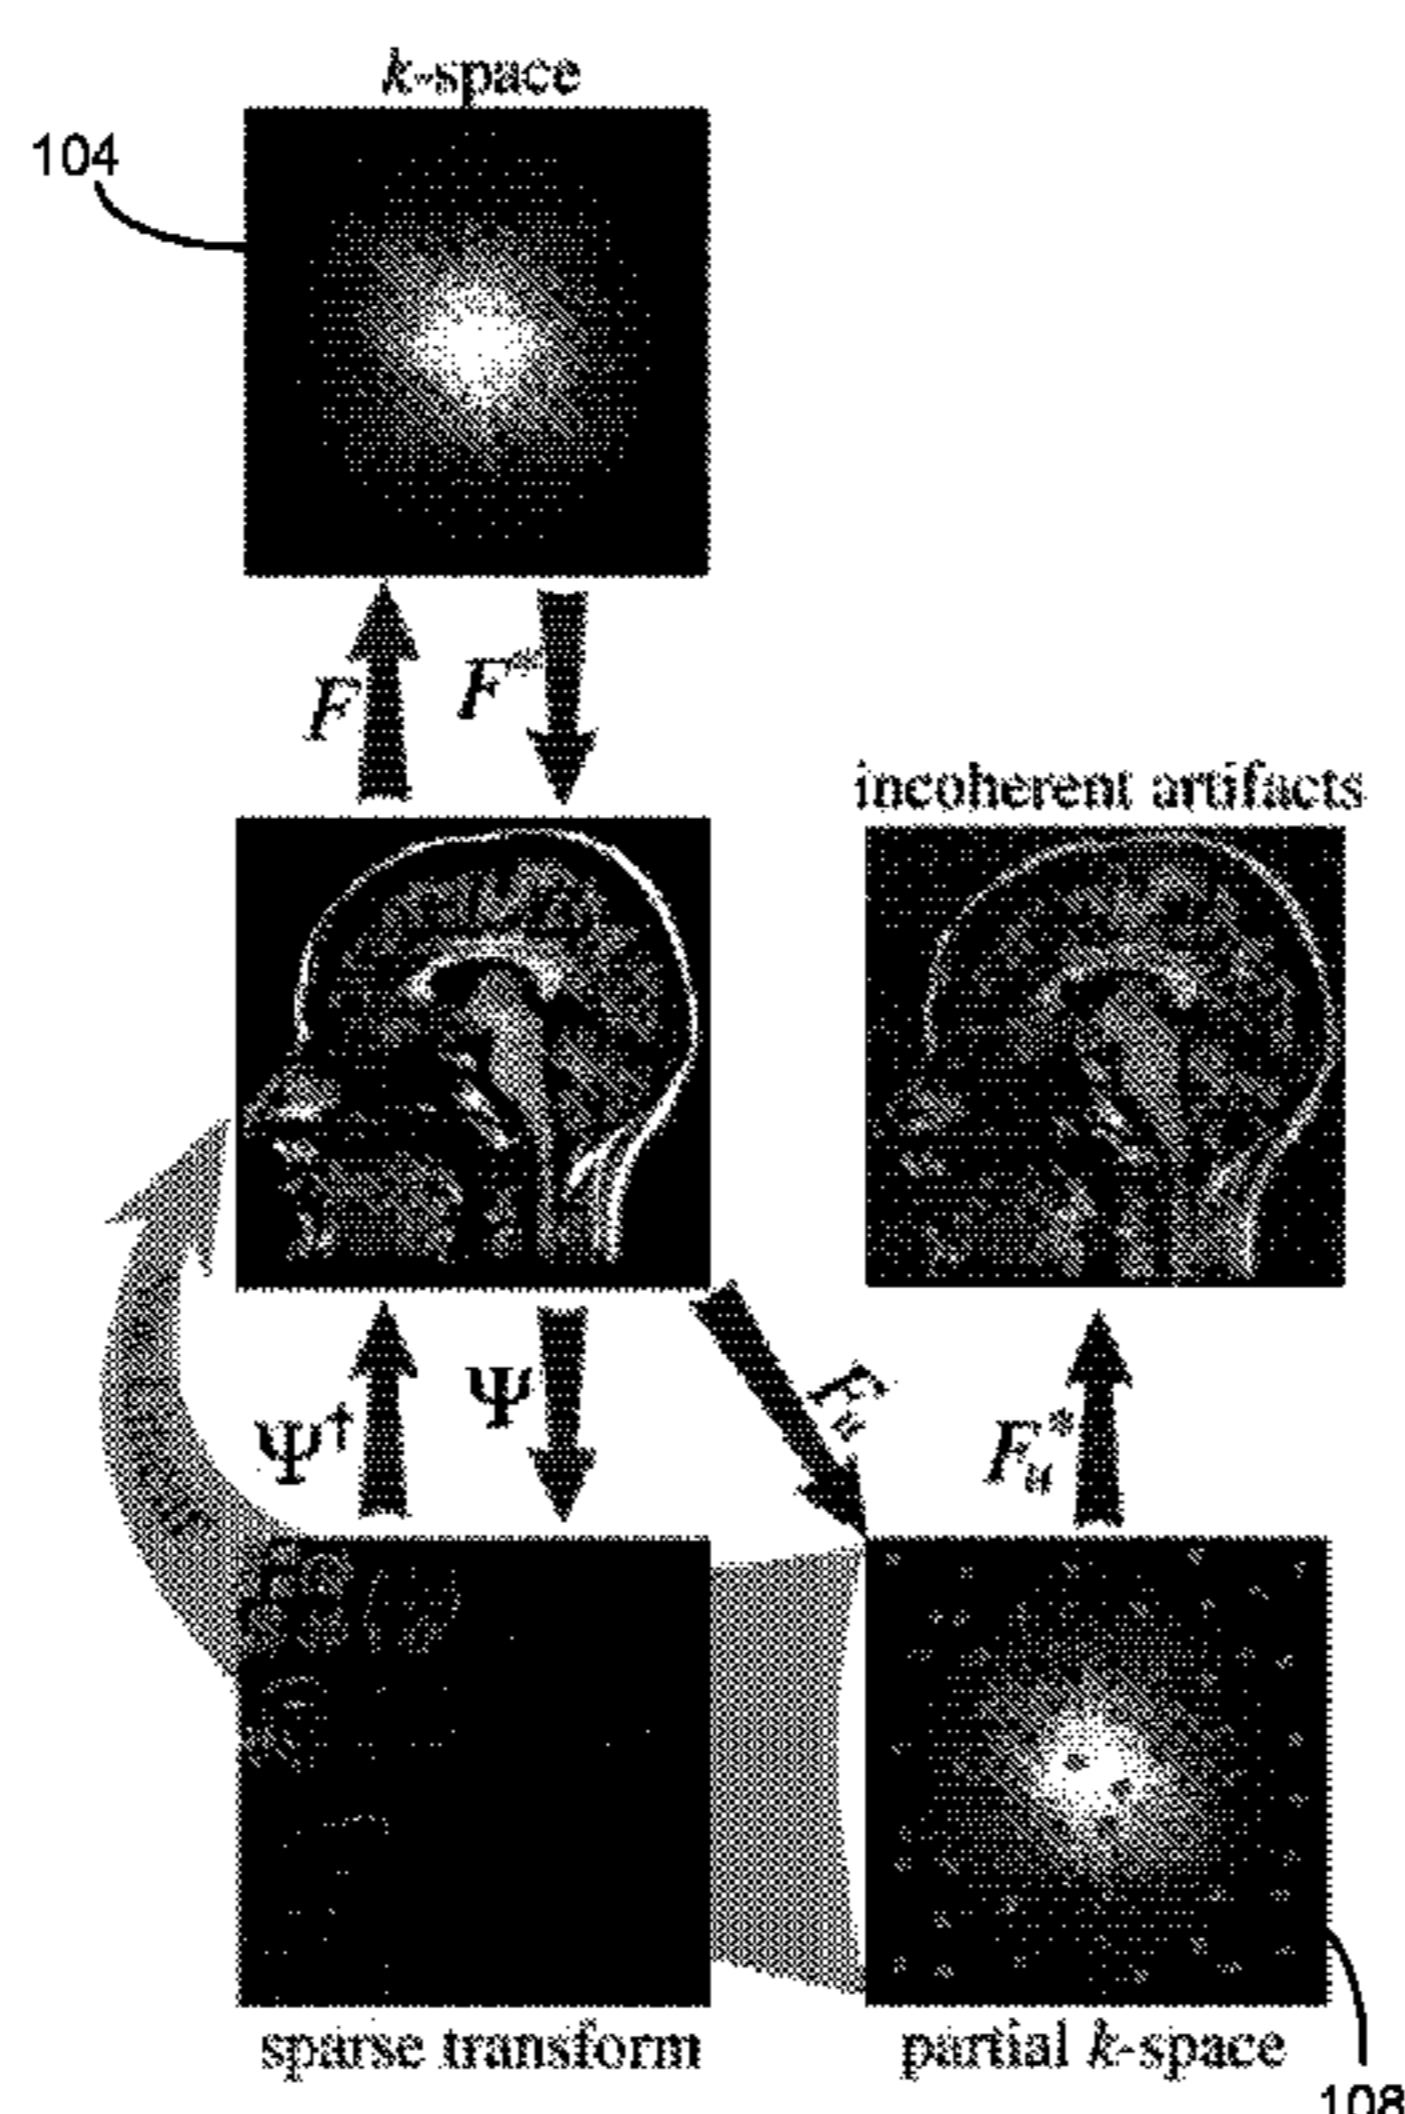 k-space
104
F
F*
incoherent artifacts
Ψ†
Ψ
Fu
Fu*
sparse transform
partial k-space
108